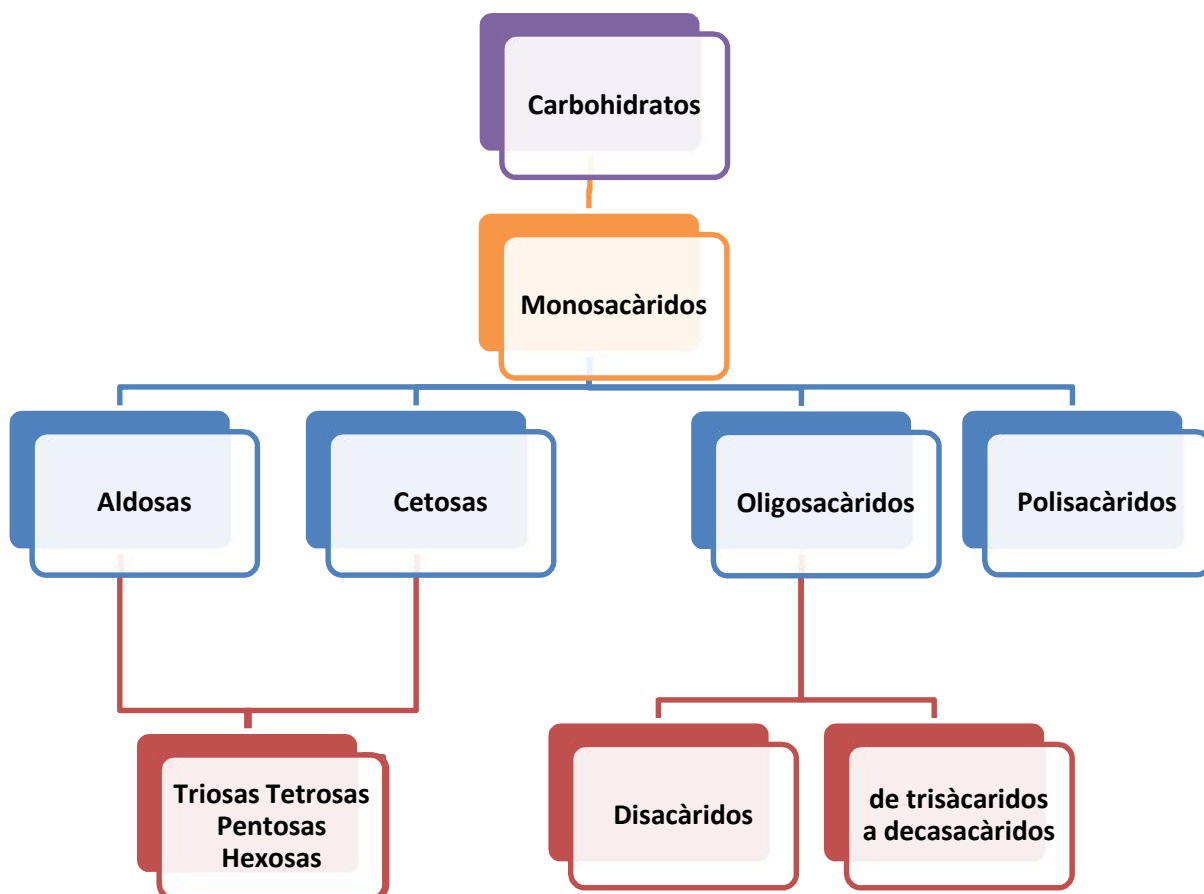 Carbohidratos
Monosacàridos
Aldosas
Cetosas
Oligosacàridos
Polisacàridos
Triosas Tetrosas
Pentosas
Hexosas
Disacàridos
de trisàcaridos
a decasacàridos